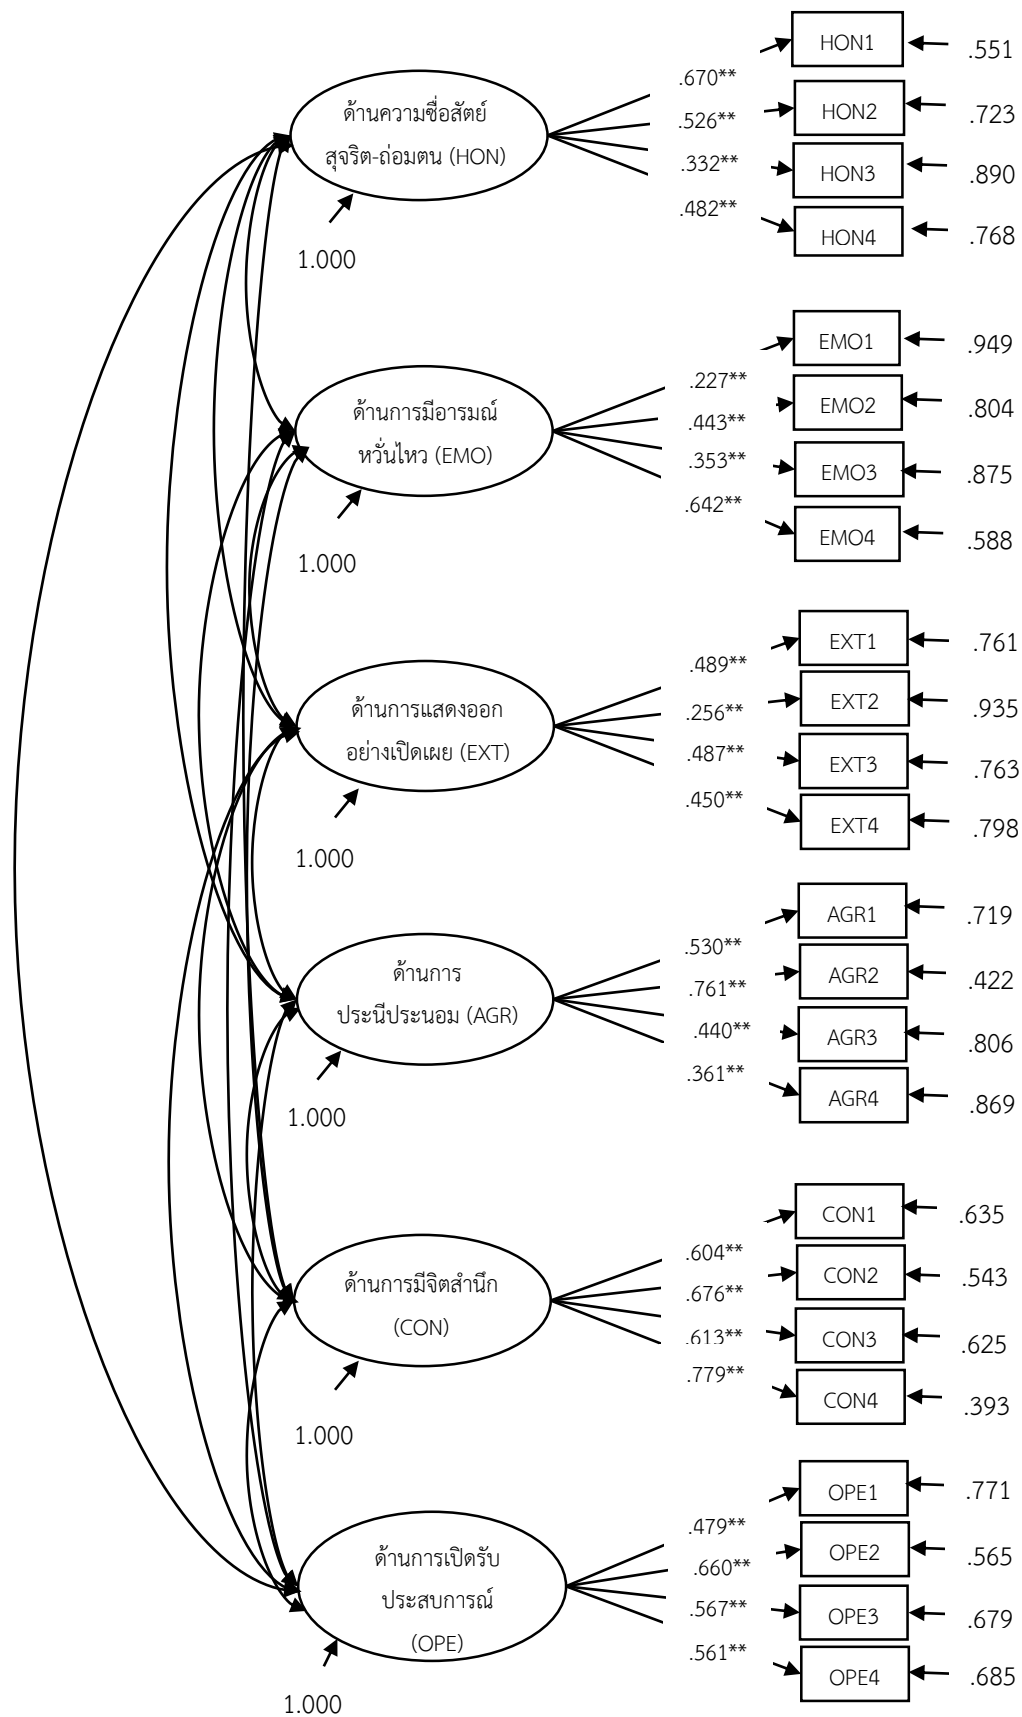 HON1
.551
.670**
ด้านความซื่อสัตย์
สุจริต-ถ่อมตน (HON)
HON2
.723
.526**
HON3
.890
.332**
HON4
.768
.482**
1.000
EMO1
.949
.227**
ด้านการมีอารมณ์
หวั่นไหว (EMO)
EMO2
.804
.443**
EMO3
.875
.353**
EMO4
.588
.642**
1.000
EXT1
.761
.489**
ด้านการแสดงออก
อย่างเปิดเผย (EXT)
EXT2
.935
.256**
EXT3
.763
.487**
EXT4
.798
.450**
1.000
AGR1
.719
.530**
ด้านการ
ประนีประนอม (AGR)
AGR2
.422
.761**
AGR3
.806
.440**
AGR4
.869
.361**
1.000
CON1
.635
.604**
ด้านการมีจิตสำนึก
(CON)
CON2
.543
.676**
CON3
.625
.613**
CON4
.393
.779**
1.000
OPE1
.771
.479**
ด้านการเปิดรับ
ประสบการณ์
(OPE)
OPE2
.565
.660**
OPE3
.679
.567**
OPE4
.685
.561**
1.000